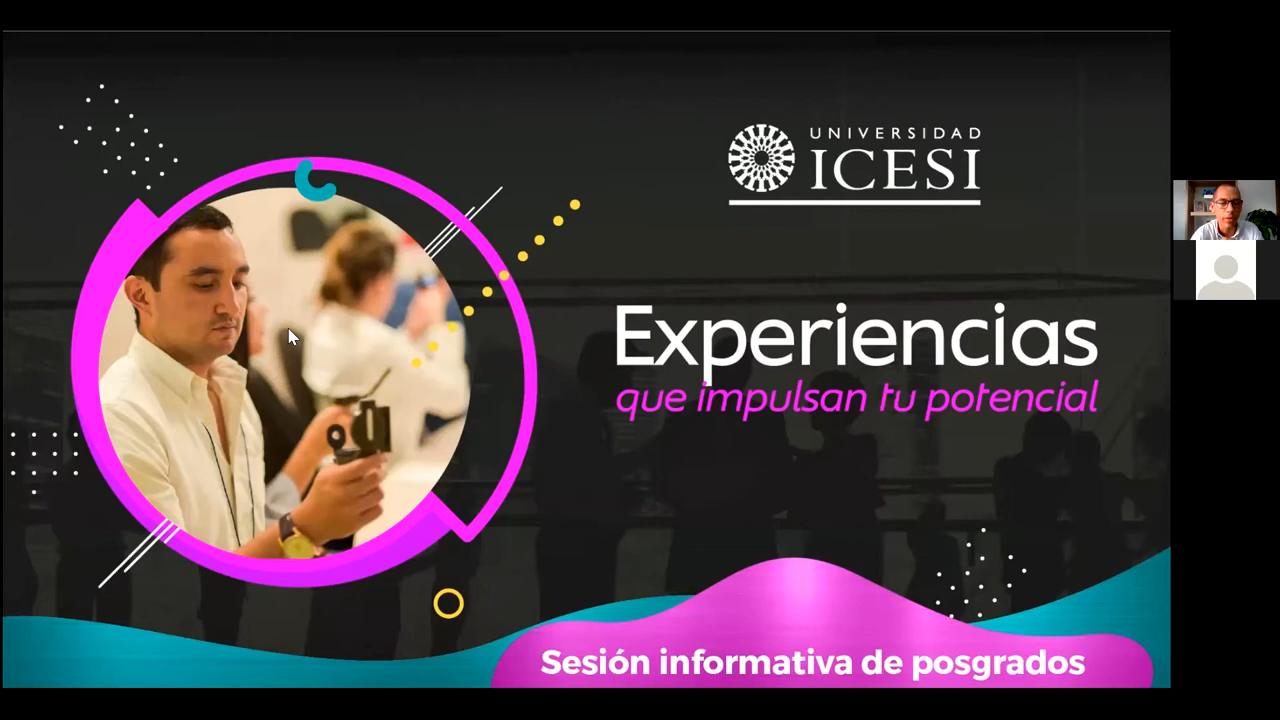 UNIVERSIDAD
ICESI
Experiencias
que impulsan tu potencial
Sesión informativa de posgrados